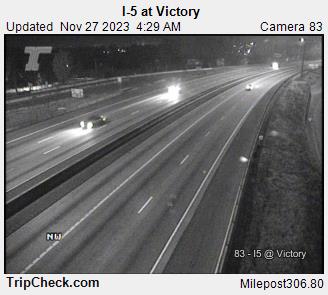 I-5 at Victory
Updated Nov 27 2023 4:29 AM Camera 83
NW
83 - I5 @ Victory
TripCheck.com Milepost306.80